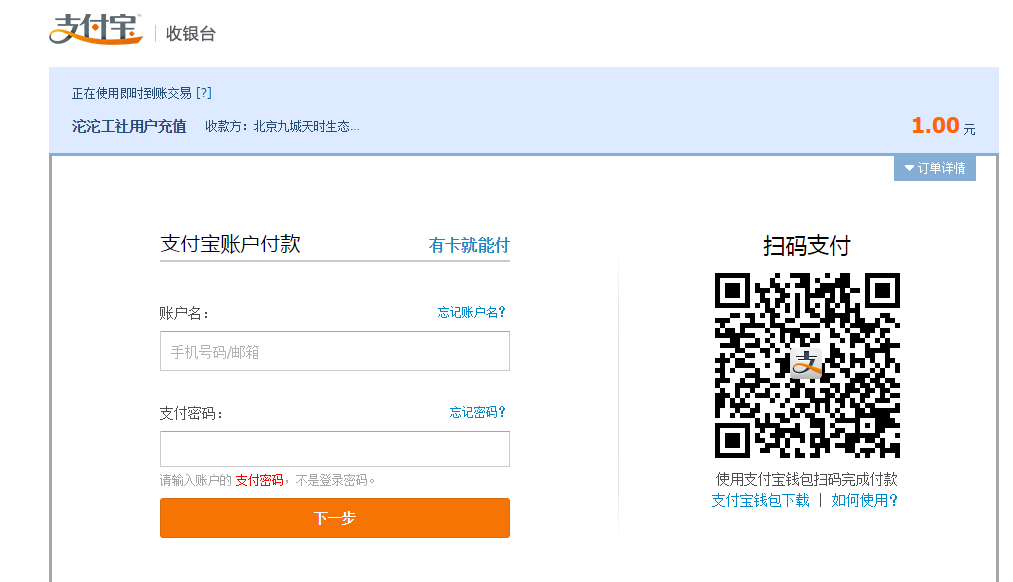 支付宝 收银台
正在使用即时到账交易 [?]
沱沱工社用户充值 收款方：北京九城天时生态... 1.00 元
订单详情
支付宝账户付款 有卡就能付
账户名： 忘记账户名?
手机号码/邮箱
支付密码： 忘记密码?
请输入账户的 支付密码，不是登录密码。
下一步
扫码支付
支
使用支付宝钱包扫码完成付款
支付宝钱包下载 | 如何使用?